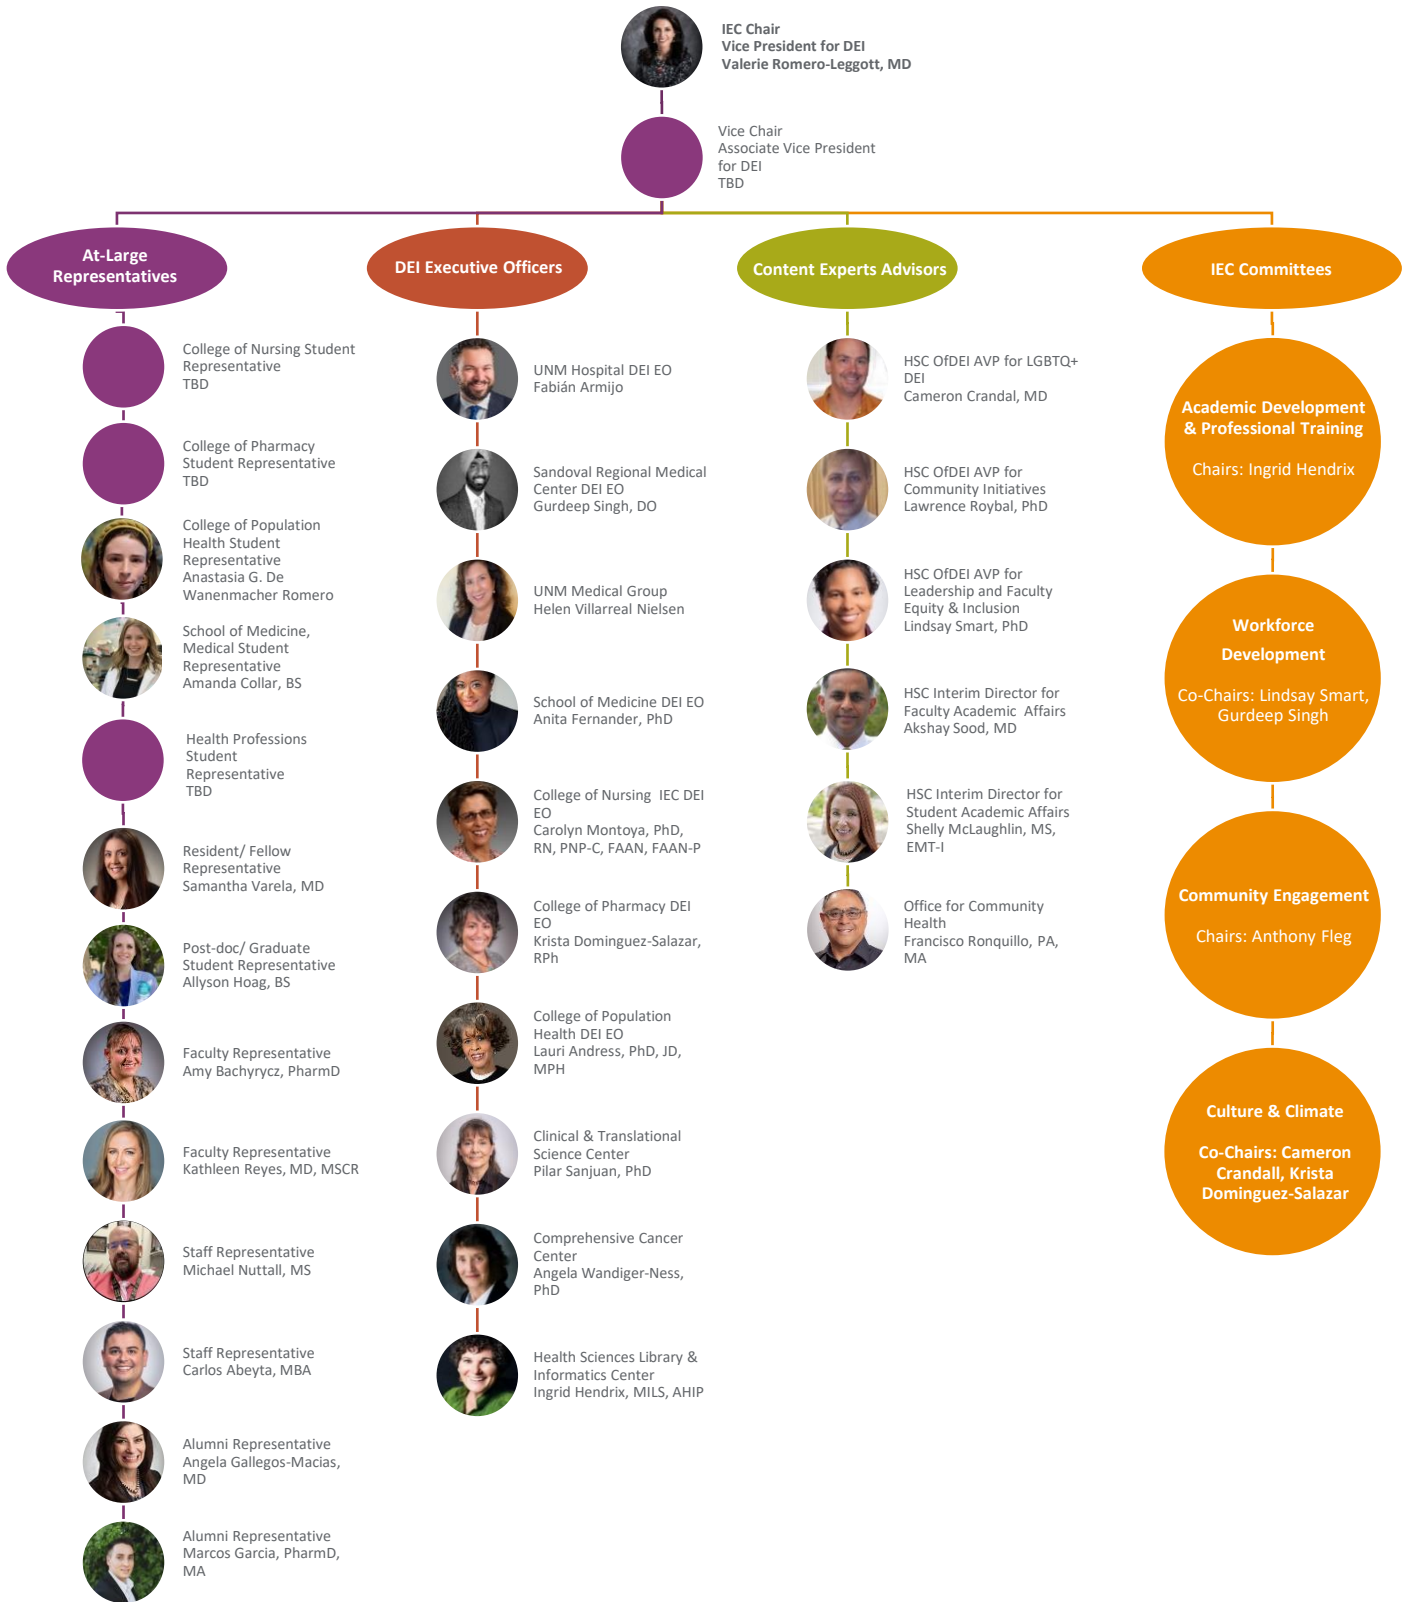 IEC Chair
Vice President for DEI
Valerie Romero-Leggott, MD
Vice Chair
Associate Vice President
for DEI
TBD
At-Large
Representatives
College of Nursing Student
Representative
TBD
College of Pharmacy
Student Representative
TBD
College of Population
Health Student
Representative
Anastasia G. De
Wanenmacher Romero
School of Medicine,
Medical Student
Representative
Amanda Collar, BS
Health Professions
Student
Representative
TBD
Resident/ Fellow
Representative
Samantha Varela, MD
Post-doc/ Graduate
Student Representative
Allyson Hoag, BS
Faculty Representative
Amy Bachyrycz, PharmD
Faculty Representative
Kathleen Reyes, MD, MSCR
Staff Representative
Michael Nuttall, MS
Staff Representative
Carlos Abeyta, MBA
Alumni Representative
Angela Gallegos-Macias,
MD
Alumni Representative
Marcos Garcia, PharmD,
MA
DEI Executive Officers
UNM Hospital DEI EO
Fabián Armijo
Sandoval Regional Medical
Center DEI EO
Gurdeep Singh, DO
UNM Medical Group
Helen Villarreal Nielsen
School of Medicine DEI EO
Anita Fernander, PhD
College of Nursing  IEC DEI
EO
Carolyn Montoya, PhD,
RN, PNP-C, FAAN, FAAN-P
College of Pharmacy DEI
EO
Krista Dominguez-Salazar,
RPh
College of Population
Health DEI EO
Lauri Andress, PhD, JD,
MPH
Clinical & Translational
Science Center
Pilar Sanjuan, PhD
Comprehensive Cancer
Center
Angela Wandiger-Ness,
PhD
Health Sciences Library &
Informatics Center
Ingrid Hendrix, MILS, AHIP
Content Experts Advisors
HSC OfDEI AVP for LGBTQ+
DEI
Cameron Crandal, MD
HSC OfDEI AVP for
Community Initiatives
Lawrence Roybal, PhD
HSC OfDEI AVP for
Leadership and Faculty
Equity & Inclusion
Lindsay Smart, PhD
HSC Interim Director for
Faculty Academic  Affairs
Akshay Sood, MD
HSC Interim Director for
Student Academic Affairs
Shelly McLaughlin, MS,
EMT-I
Office for Community
Health
Francisco Ronquillo, PA,
MA
IEC Committees
Academic Development
& Professional Training
Chairs: Ingrid Hendrix
Workforce
Development
Co-Chairs: Lindsay Smart,
Gurdeep Singh
Community Engagement
Chairs: Anthony Fleg
Culture & Climate
Co-Chairs: Cameron
Crandall, Krista
Dominguez-Salazar